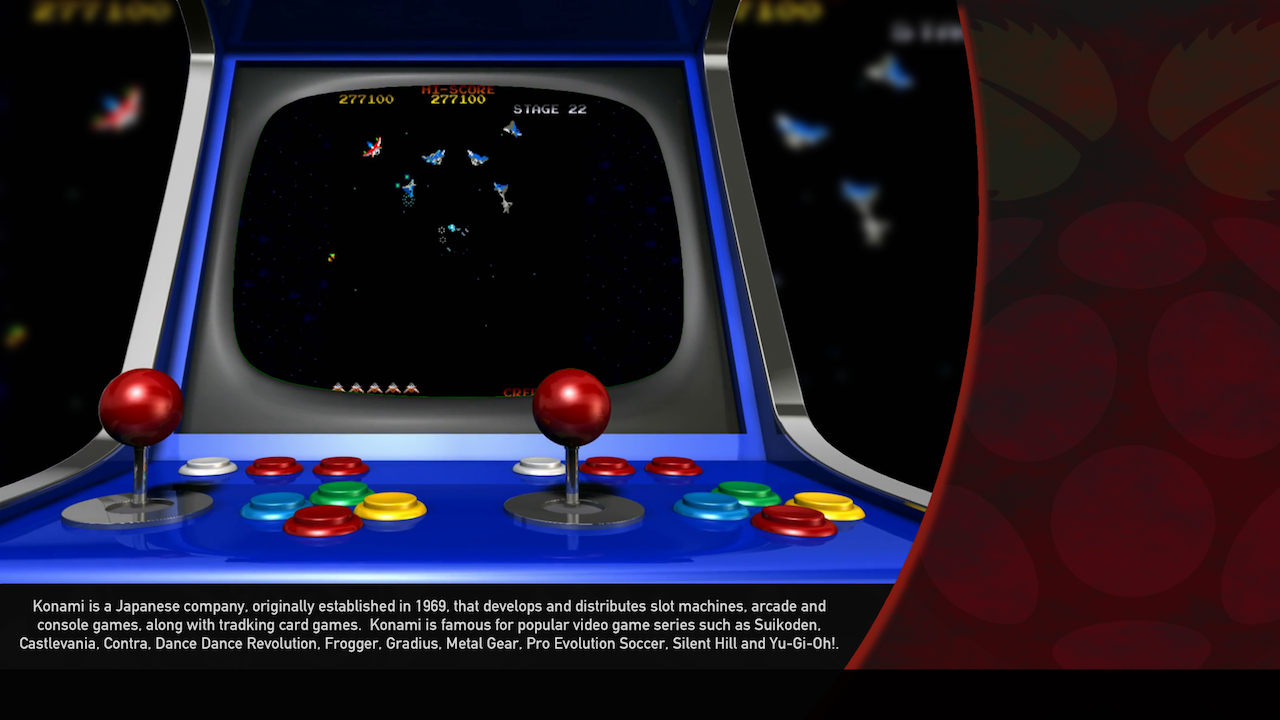 277100
7100
HI-SCORE
277100
277100
STAGE 22
Konami is a Japanese company, originally established in 1969, that develops and distributes slot machines, arcade and
console games, along with tradking card games.  Konami is famous for popular video game series such as Suikoden,
Castlevania, Contra, Dance Dance Revolution, Frogger, Gradius, Metal Gear, Pro Evolution Soccer, Silent Hill and Yu-Gi-Oh!.